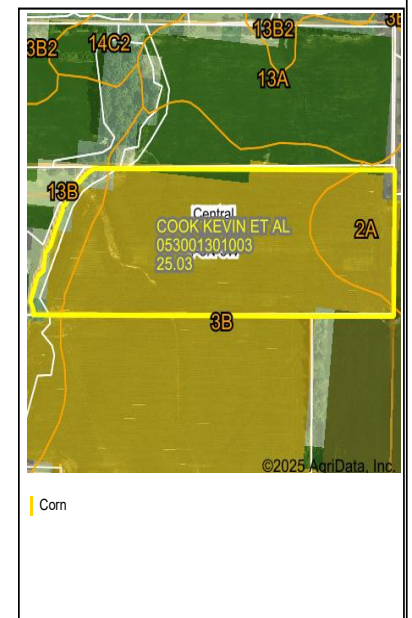 13B2
3B2
14C2
13A
13B
Central
COOK KEVIN ET AL
053001301003
25.03
2A
3B
©2025 AgriData, Inc.
Corn